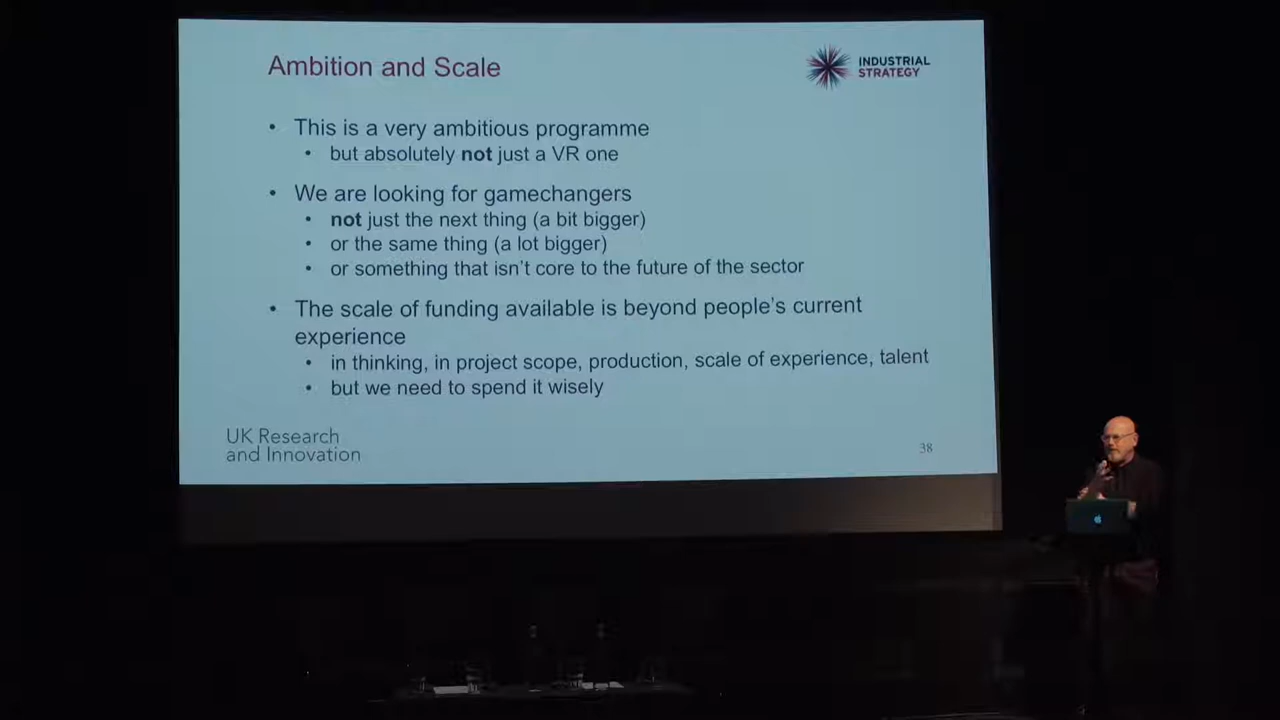 Ambition and Scale
INDUSTRIAL
STRATEGY
• This is a very ambitious programme
• but absolutely not just a VR one
• We are looking for gamechangers
• not just the next thing (a bit bigger)
• or the same thing (a lot bigger)
• or something that isn't core to the future of the sector
• The scale of funding available is beyond people's current
experience
• in thinking, in project scope, production, scale of experience, talent
• but we need to spend it wisely
UK Research
and Innovation
38